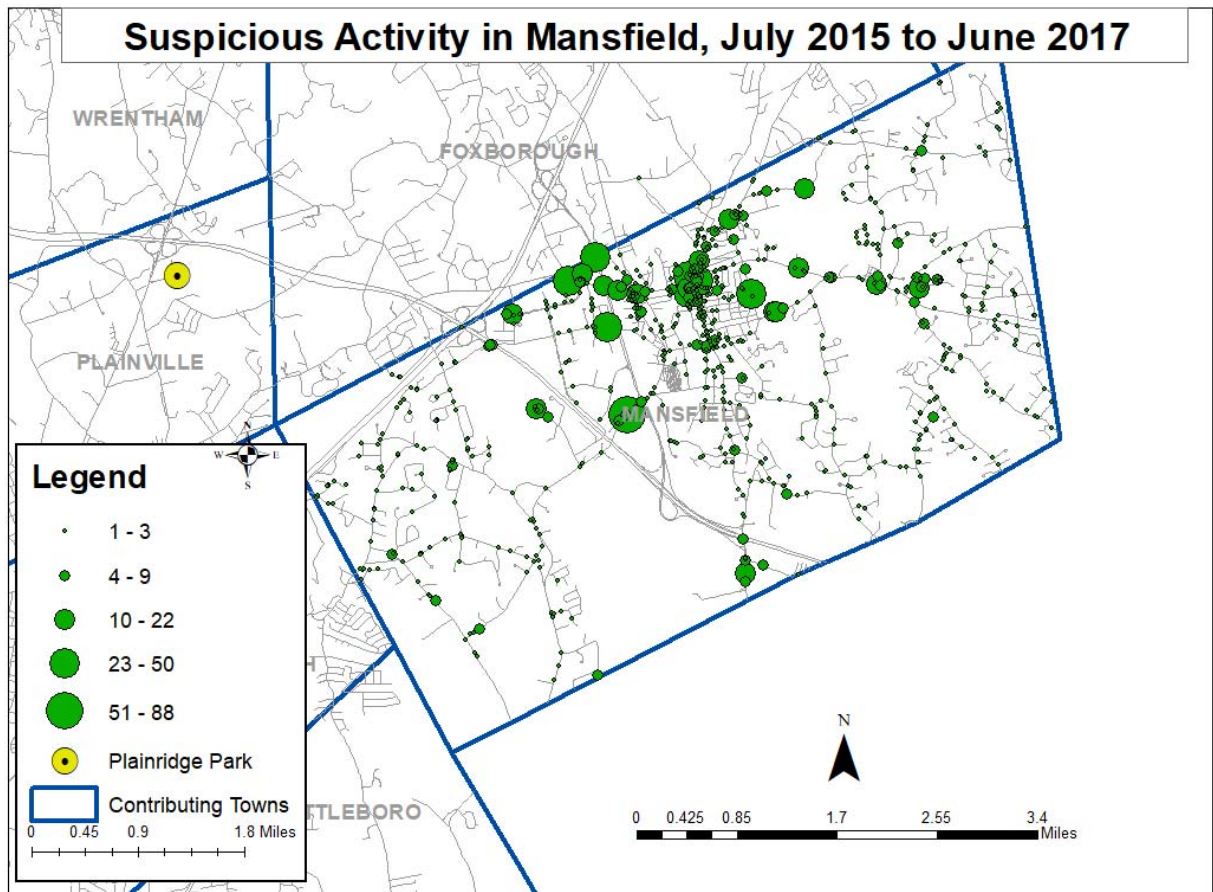 Suspicious Activity in Mansfield, July 2015 to June 2017
WRENTHAM
FOXBOROUGH
PLAINVILLE
MANSFIELD
N
W E
S
Legend
1 - 3
4 - 9
10 - 22
23 - 50
51 - 88
Plainridge Park
Contributing Towns
0 0.45 0.9 1.8 Miles
H
TTLEBORO
N
0 0.425 0.85 1.7 2.55 3.4
Miles